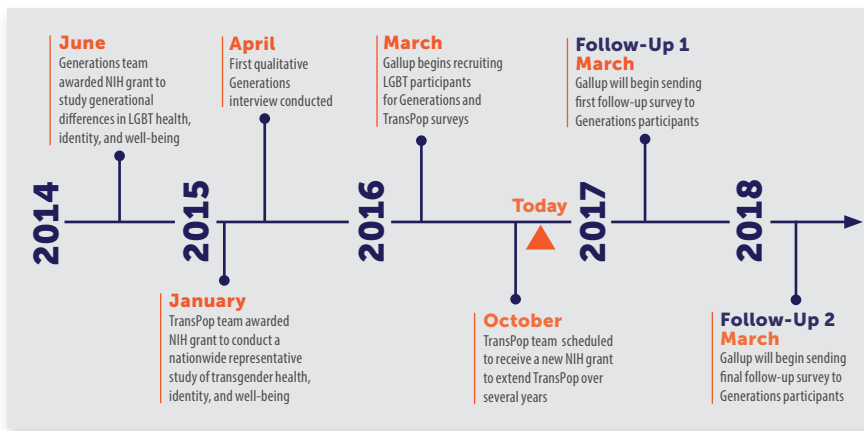 June
Generations team
awarded NIH grant to
study generational
differences in LGBT health,
identity, and well-being
April
First qualitative
Generations
interview conducted
March
Gallup begins recruiting
LGBT participants
for Generations and
TransPop surveys
Follow-Up 1
March
Gallup will begin sending
first follow-up survey to
Generations participants
2014
2015
2016
Today
2017
2018
January
TransPop team awarded
NIH grant to conduct a
nationwide representative
study of transgender health,
identity, and well-being
October
TransPop team scheduled
to receive a new NIH grant
to extend TransPop over
several years
Follow-Up 2
March
Gallup will begin sending
final follow-up survey to
Generations participants